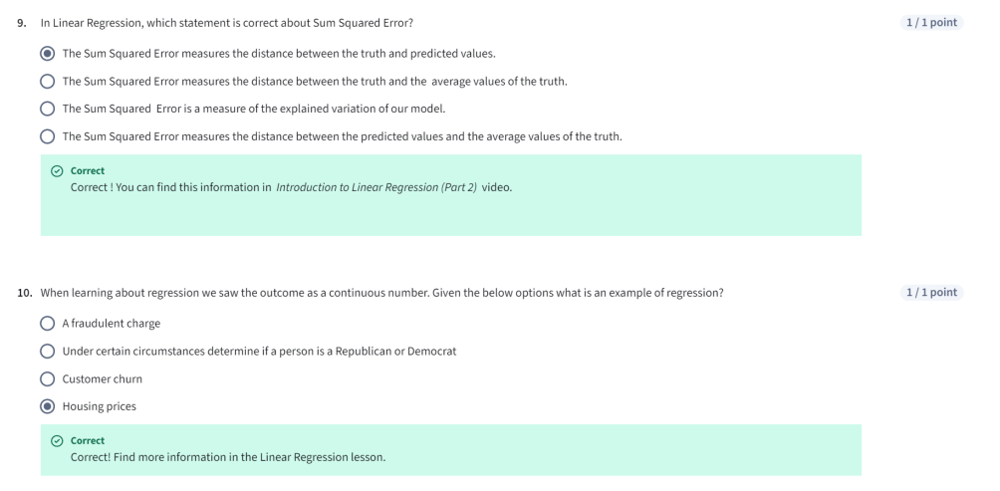 9. In Linear Regression, which statement is correct about Sum Squared Error?
1 / 1 point
The Sum Squared Error measures the distance between the truth and predicted values.
The Sum Squared Error measures the distance between the truth and the average values of the truth.
The Sum Squared Error is a measure of the explained variation of our model.
The Sum Squared Error measures the distance between the predicted values and the average values of the truth.
Correct
Correct ! You can find this information in Introduction to Linear Regression (Part 2) video.
10. When learning about regression we saw the outcome as a continuous number. Given the below options what is an example of regression?
1 / 1 point
A fraudulent charge
Under certain circumstances determine if a person is a Republican or Democrat
Customer churn
Housing prices
Correct
Correct! Find more information in the Linear Regression lesson.